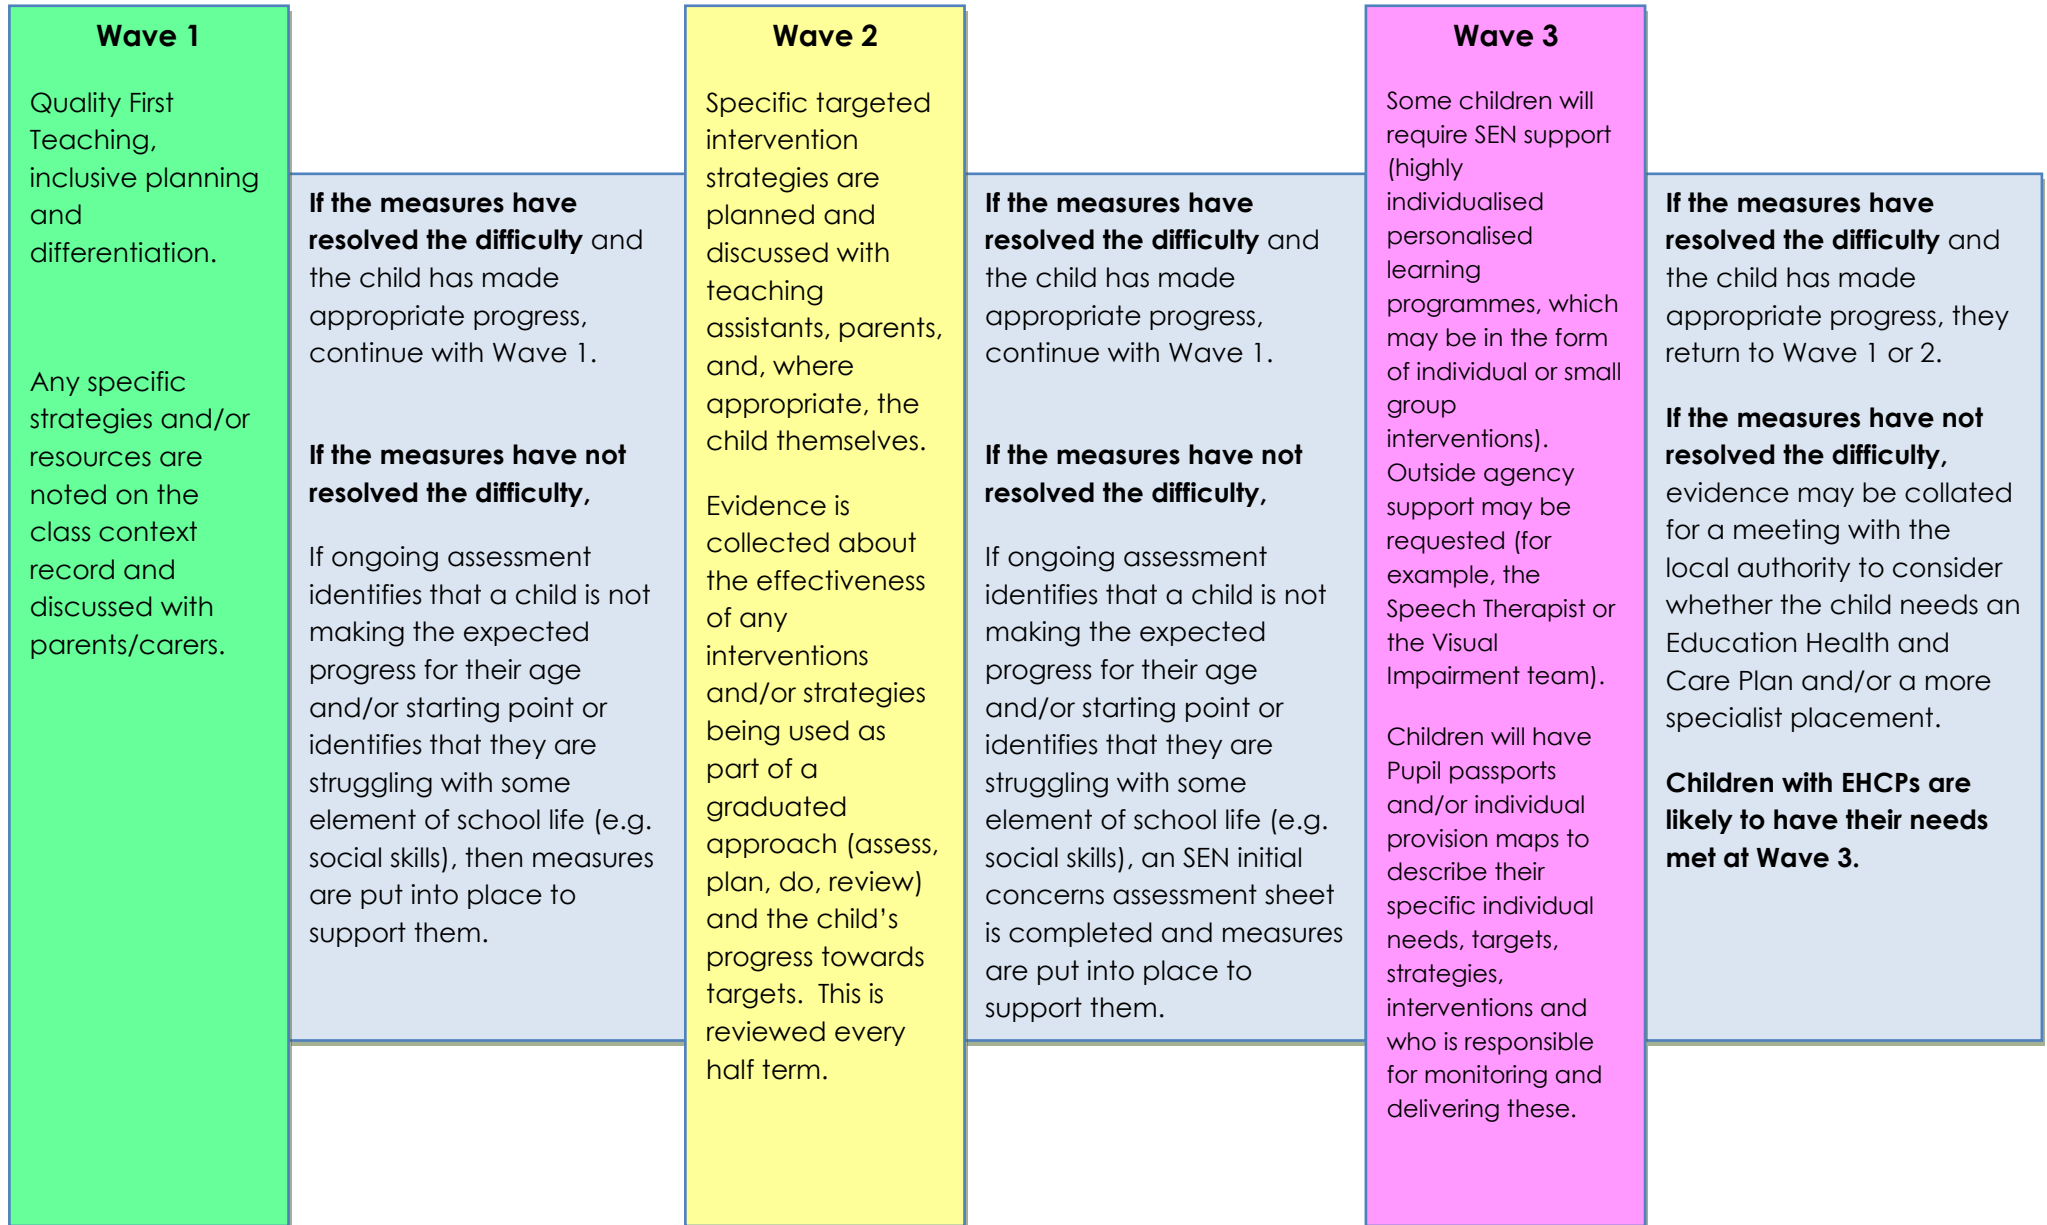 Wave 1
Quality First
Teaching,
inclusive planning
and
differentiation.
Any specific
strategies and/or
resources are
noted on the
class context
record and
discussed with
parents/carers.
If the measures have
resolved the difficulty and
the child has made
appropriate progress,
continue with Wave 1.
If the measures have not
resolved the difficulty,
If ongoing assessment
identifies that a child is not
making the expected
progress for their age
and/or starting point or
identifies that they are
struggling with some
element of school life (e.g.
social skills), then measures
are put into place to
support them.
Wave 2
Specific targeted
intervention
strategies are
planned and
discussed with
teaching
assistants, parents,
and, where
appropriate, the
child themselves.
Evidence is
collected about
the effectiveness
of any
interventions
and/or strategies
being used as
part of a
graduated
approach (assess,
plan, do, review)
and the child’s
progress towards
targets.  This is
reviewed every
half term.
If the measures have
resolved the difficulty and
the child has made
appropriate progress,
continue with Wave 1.
If the measures have not
resolved the difficulty,
If ongoing assessment
identifies that a child is not
making the expected
progress for their age
and/or starting point or
identifies that they are
struggling with some
element of school life (e.g.
social skills), an SEN initial
concerns assessment sheet
is completed and measures
are put into place to
support them.
Wave 3
Some children will
require SEN support
(highly
individualised
personalised
learning
programmes, which
may be in the form
of individual or small
group
interventions).
Outside agency
support may be
requested (for
example, the
Speech Therapist or
the Visual
Impairment team).
Children will have
Pupil passports
and/or individual
provision maps to
describe their
specific individual
needs, targets,
strategies,
interventions and
who is responsible
for monitoring and
delivering these.
If the measures have
resolved the difficulty and
the child has made
appropriate progress, they
return to Wave 1 or 2.
If the measures have not
resolved the difficulty,
evidence may be collated
for a meeting with the
local authority to consider
whether the child needs an
Education Health and
Care Plan and/or a more
specialist placement.
Children with EHCPs are
likely to have their needs
met at Wave 3.